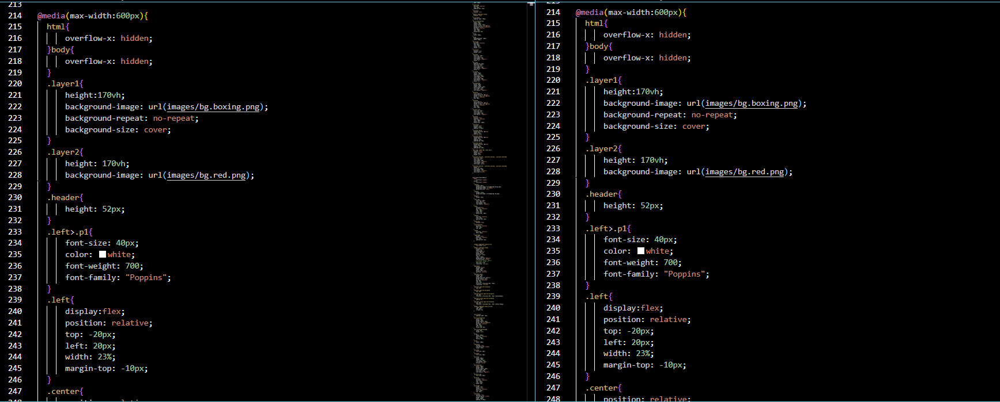 213
214 @media(max-width:600px){
215 html{
216 overflow-x: hidden;
217 }body{
218 overflow-x: hidden;
219 }
220 .layer1{
221 height:170vh;
222 background-image: url(images/bg.boxing.png);
223 background-repeat: no-repeat;
224 background-size: cover;
225 }
226 .layer2{
227 height: 170vh;
228 background-image: url(images/bg.red.png);
229 }
230 .header{
231 height: 52px;
232 }
233 .left>.p1{
234 font-size: 40px;
235 color: white;
236 font-weight: 700;
237 font-family: "Poppins";
238 }
239 .left{
240 display:flex;
241 position: relative;
242 top: -20px;
243 left: 20px;
244 width: 23%;
245 margin-top: -10px;
246 }
247 .center{
248
214 @media(max-width:600px){
215 html{
216 overflow-x: hidden;
217 }body{
218 overflow-x: hidden;
219 }
220 .layer1{
221 height:170vh;
222 background-image: url(images/bg.boxing.png);
223 background-repeat: no-repeat;
224 background-size: cover;
225 }
226 .layer2{
227 height: 170vh;
228 background-image: url(images/bg.red.png);
229 }
230 .header{
231 height: 52px;
232 }
233 .left>.p1{
234 font-size: 40px;
235 color: white;
236 font-weight: 700;
237 font-family: "Poppins";
238 }
239 .left{
240 display:flex;
241 position: relative;
242 top: -20px;
243 left: 20px;
244 width: 23%;
245 margin-top: -10px;
246 }
247 .center{
248 position: relative;